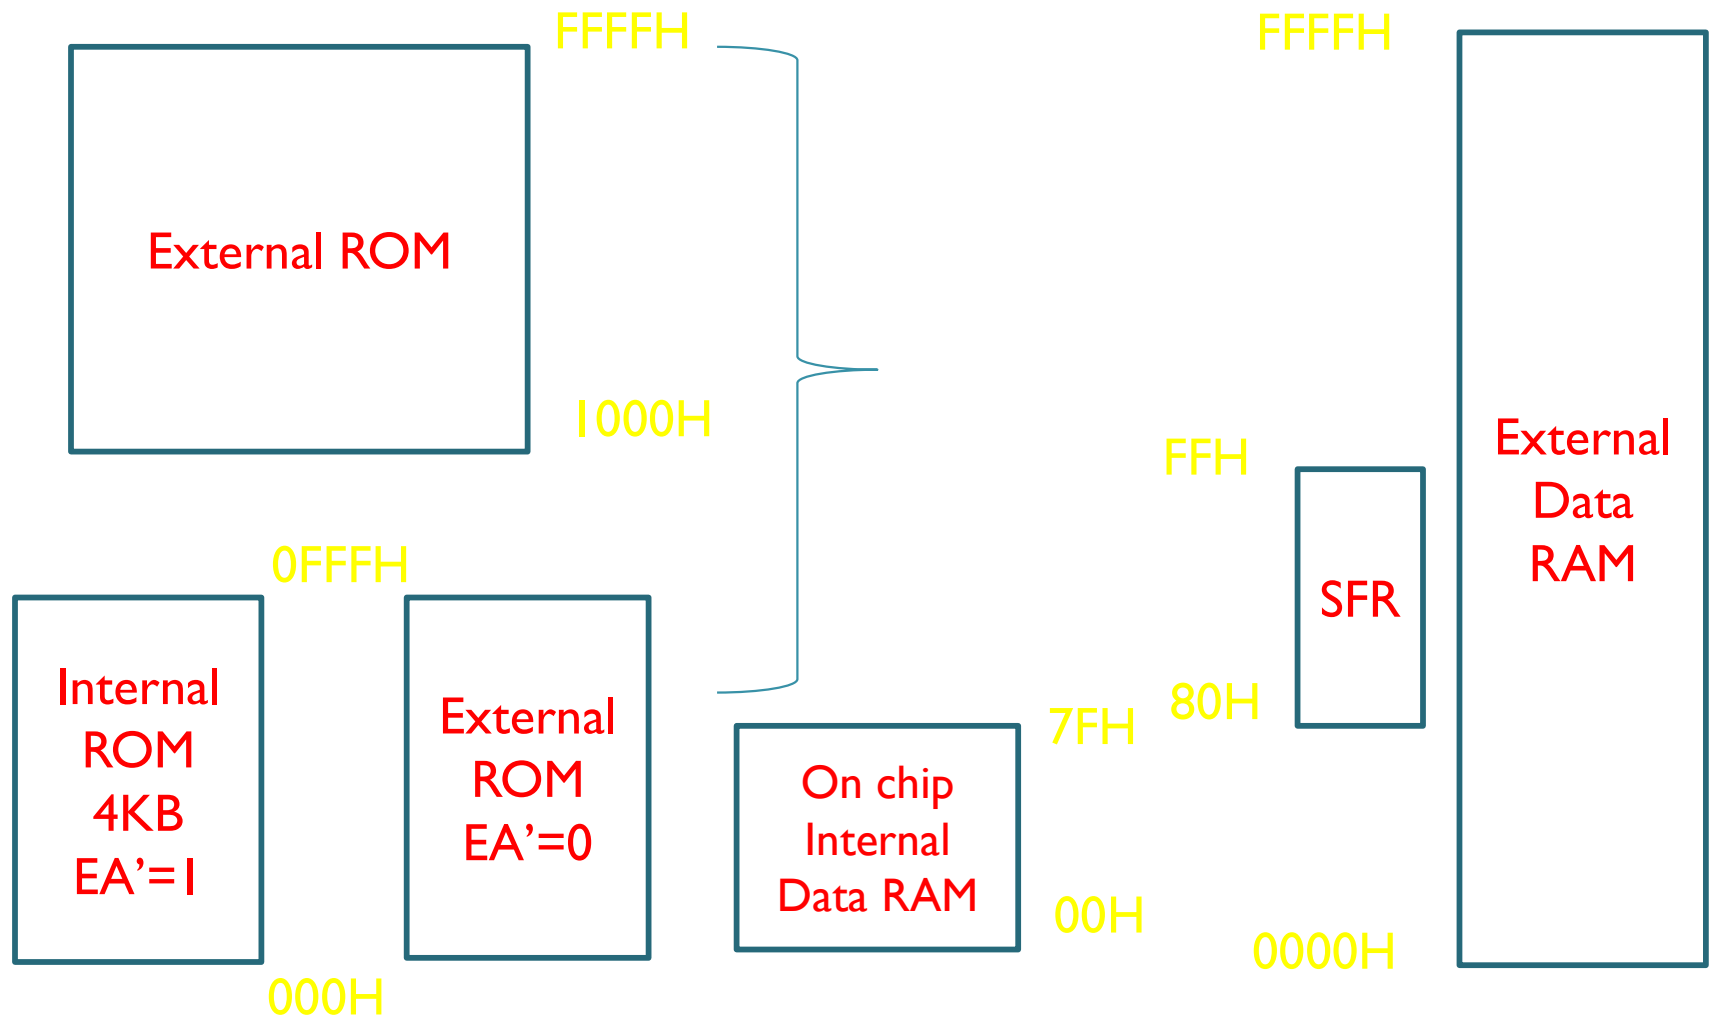 FFFFH
External ROM
1000H
0FFFH
Internal
ROM
4KB
EA’=1
External
ROM
EA’=0
000H
On chip
Internal
Data RAM
7FH
00H
FFH
SFR
80H
FFFFH
External
Data
RAM
0000H